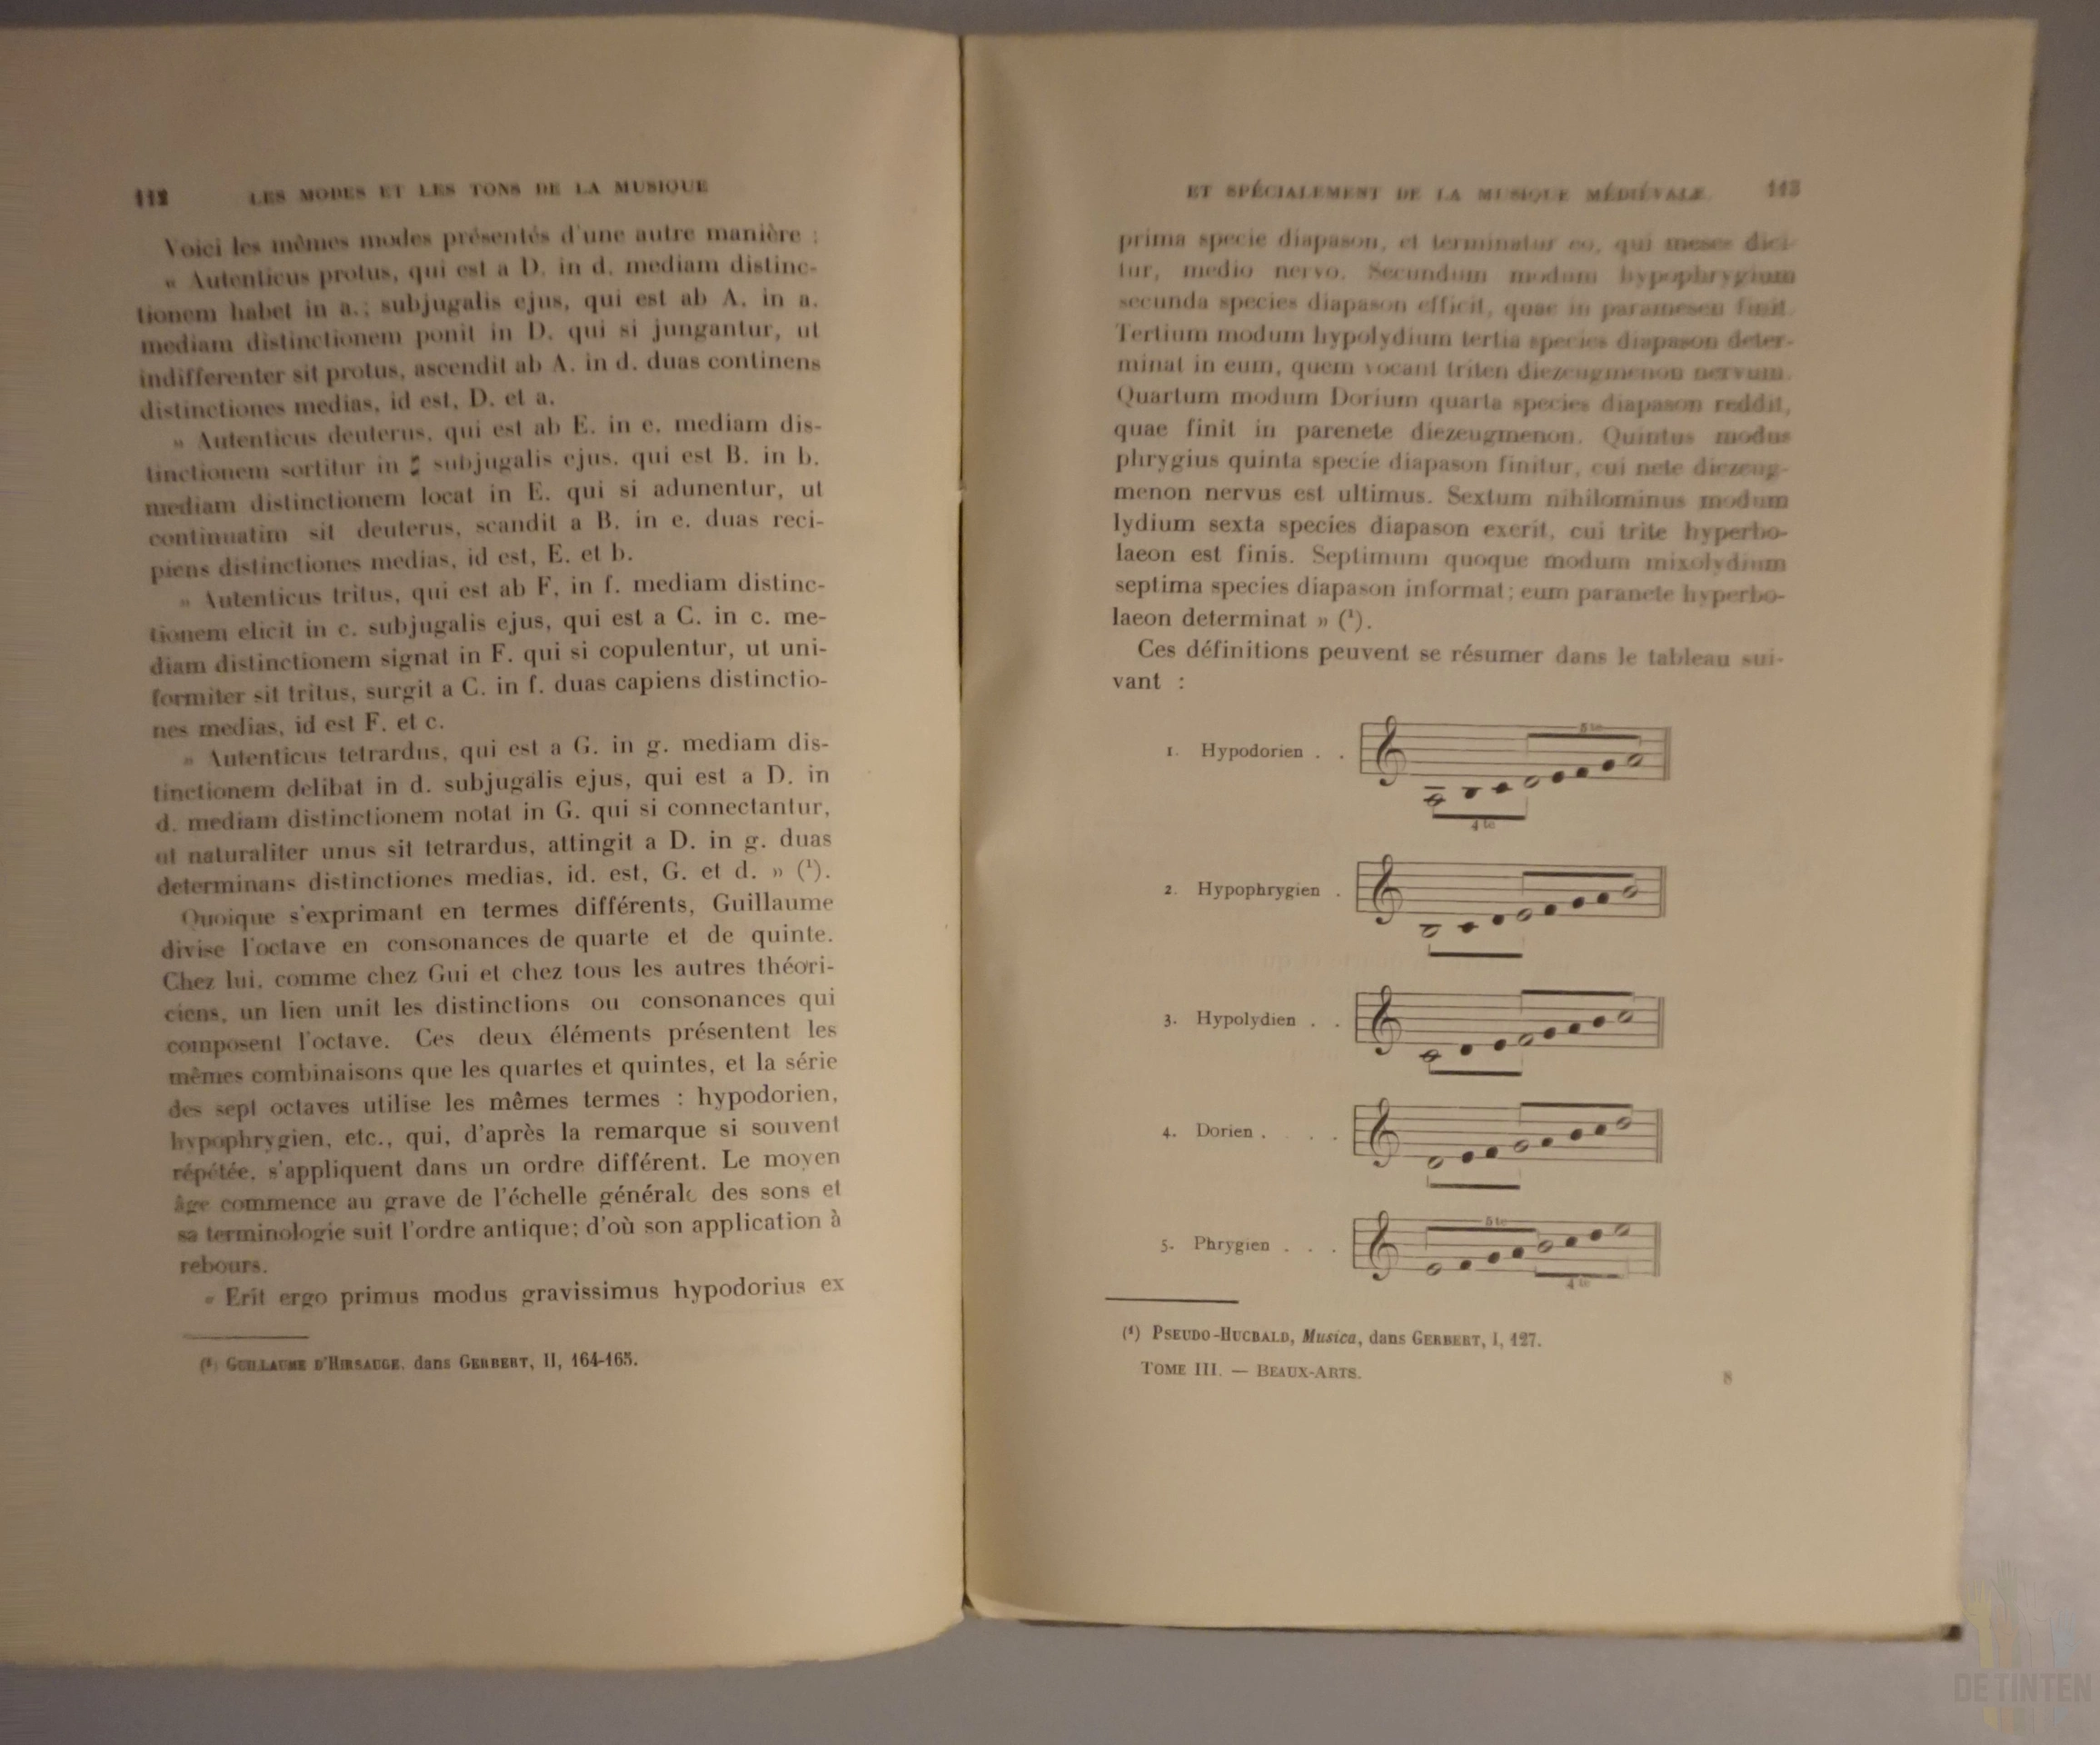 112 LES MODES ET LES TONS DE LA MUSIQUE
Voici les mêmes modes présentés d'une autre manière :
« Autenticus protus, qui est a D. in d. mediam distinc-
tionem habet in a.; subjugalis ejus, qui est ab A. in a.
mediam distinctionem ponit in D. qui si jungantur, ut
indifferenter sit protus, ascendit ab A. in d. duas continens
distinctiones medias, id est, D. et a.
» Autenticus deuterus, qui est ab E. in e. mediam dis-
tinctionem sortitur in ♮ subjugalis ejus, qui est B. in b.
mediam distinctionem locat in E. qui si adunentur, ut
continuatim sit deuterus, scandit a B. in e. duas reci-
piens distinctiones medias, id est, E. et b.
» Autenticus tritus, qui est ab F. in f. mediam distinc-
tionem elicit in c. subjugalis ejus, qui est a C. in c. me-
diam distinctionem signat in F. qui si copulentur, ut uni-
formiter sit tritus, surgit a C. in f. duas capiens distinctio-
nes medias, id est F. et c.
» Autenticus tetrardus, qui est a G. in g. mediam dis-
tinctionem delibat in d. subjugalis ejus, qui est a D. in
d. mediam distinctionem notat in G. qui si connectantur,
ut naturaliter unus sit tetrardus, attingit a D. in g. duas
determinans distinctiones medias, id. est, G. et d. » (¹).
Quoique s'exprimant en termes différents, Guillaume
divise l'octave en consonances de quarte et de quinte.
Chez lui, comme chez Gui et chez tous les autres théori-
ciens, un lien unit les distinctions ou consonances qui
composent l'octave. Ces deux éléments présentent les
mêmes combinaisons que les quartes et quintes, et la série
des sept octaves utilise les mêmes termes : hypodorien,
hypophrygien, etc., qui, d'après la remarque si souvent
répétée, s'appliquent dans un ordre différent. Le moyen
âge commence au grave de l'échelle générale des sons et
sa terminologie suit l'ordre antique; d'où son application à
rebours.
« Erit ergo primus modus gravissimus hypodorius ex
(¹) GUILLAUME D'HIRSAUGE, dans GERBERT, II, 164-165.
ET SPÉCIALEMENT DE LA MUSIQUE MÉDIÉVALE 113
prima specie diapason, et terminatur eo, qui meses dici-
tur, medio nervo. Secundum modum hypophrygium
secunda species diapason efficit, quae in paramesen finit.
Tertium modum hypolydium tertia species diapason deter-
minat in eum, quem vocant triten diezeugmenon nervum.
Quartum modum Dorium quarta species diapason reddit,
quae finit in parenete diezeugmenon. Quintus modus
phrygius quinta specie diapason finitur, cui nete diezeug-
menon nervus est ultimus. Sextum nihilominus modum
lydium sexta species diapason exerit, cui trite hyperbo-
laeon est finis. Septimum quoque modum mixolydium
septima species diapason informat; eum paranete hyperbo-
laeon determinat » (¹).
Ces définitions peuvent se résumer dans le tableau sui-
vant :
1. Hypodorien . .
5te
4te
2. Hypophrygien .
3. Hypolydien . .
4. Dorien . . . .
5. Phrygien . . .
5te
4te
(¹) PSEUDO-HUCBALD, Musica, dans GERBERT, I, 127.
TOME III. — BEAUX-ARTS. 8
DE TINTEN